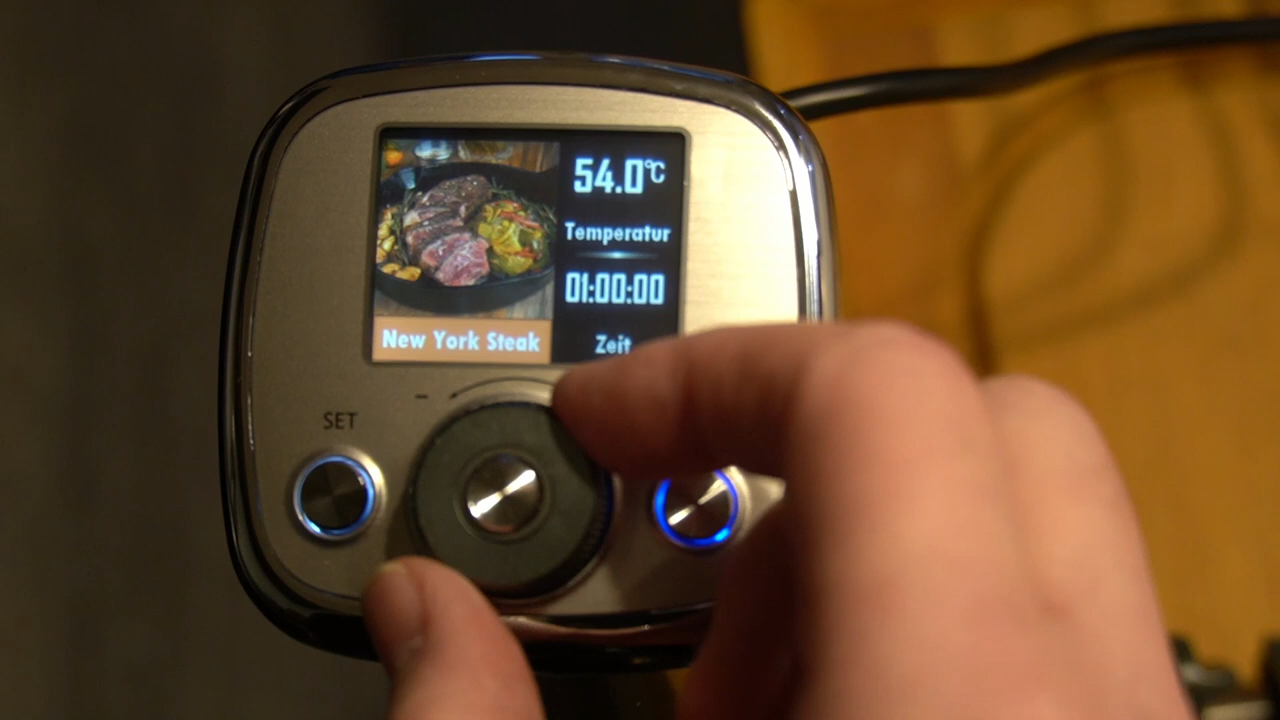 54.0°C
Temperatur
01:00:00
New York Steak
Zeit
-
SET